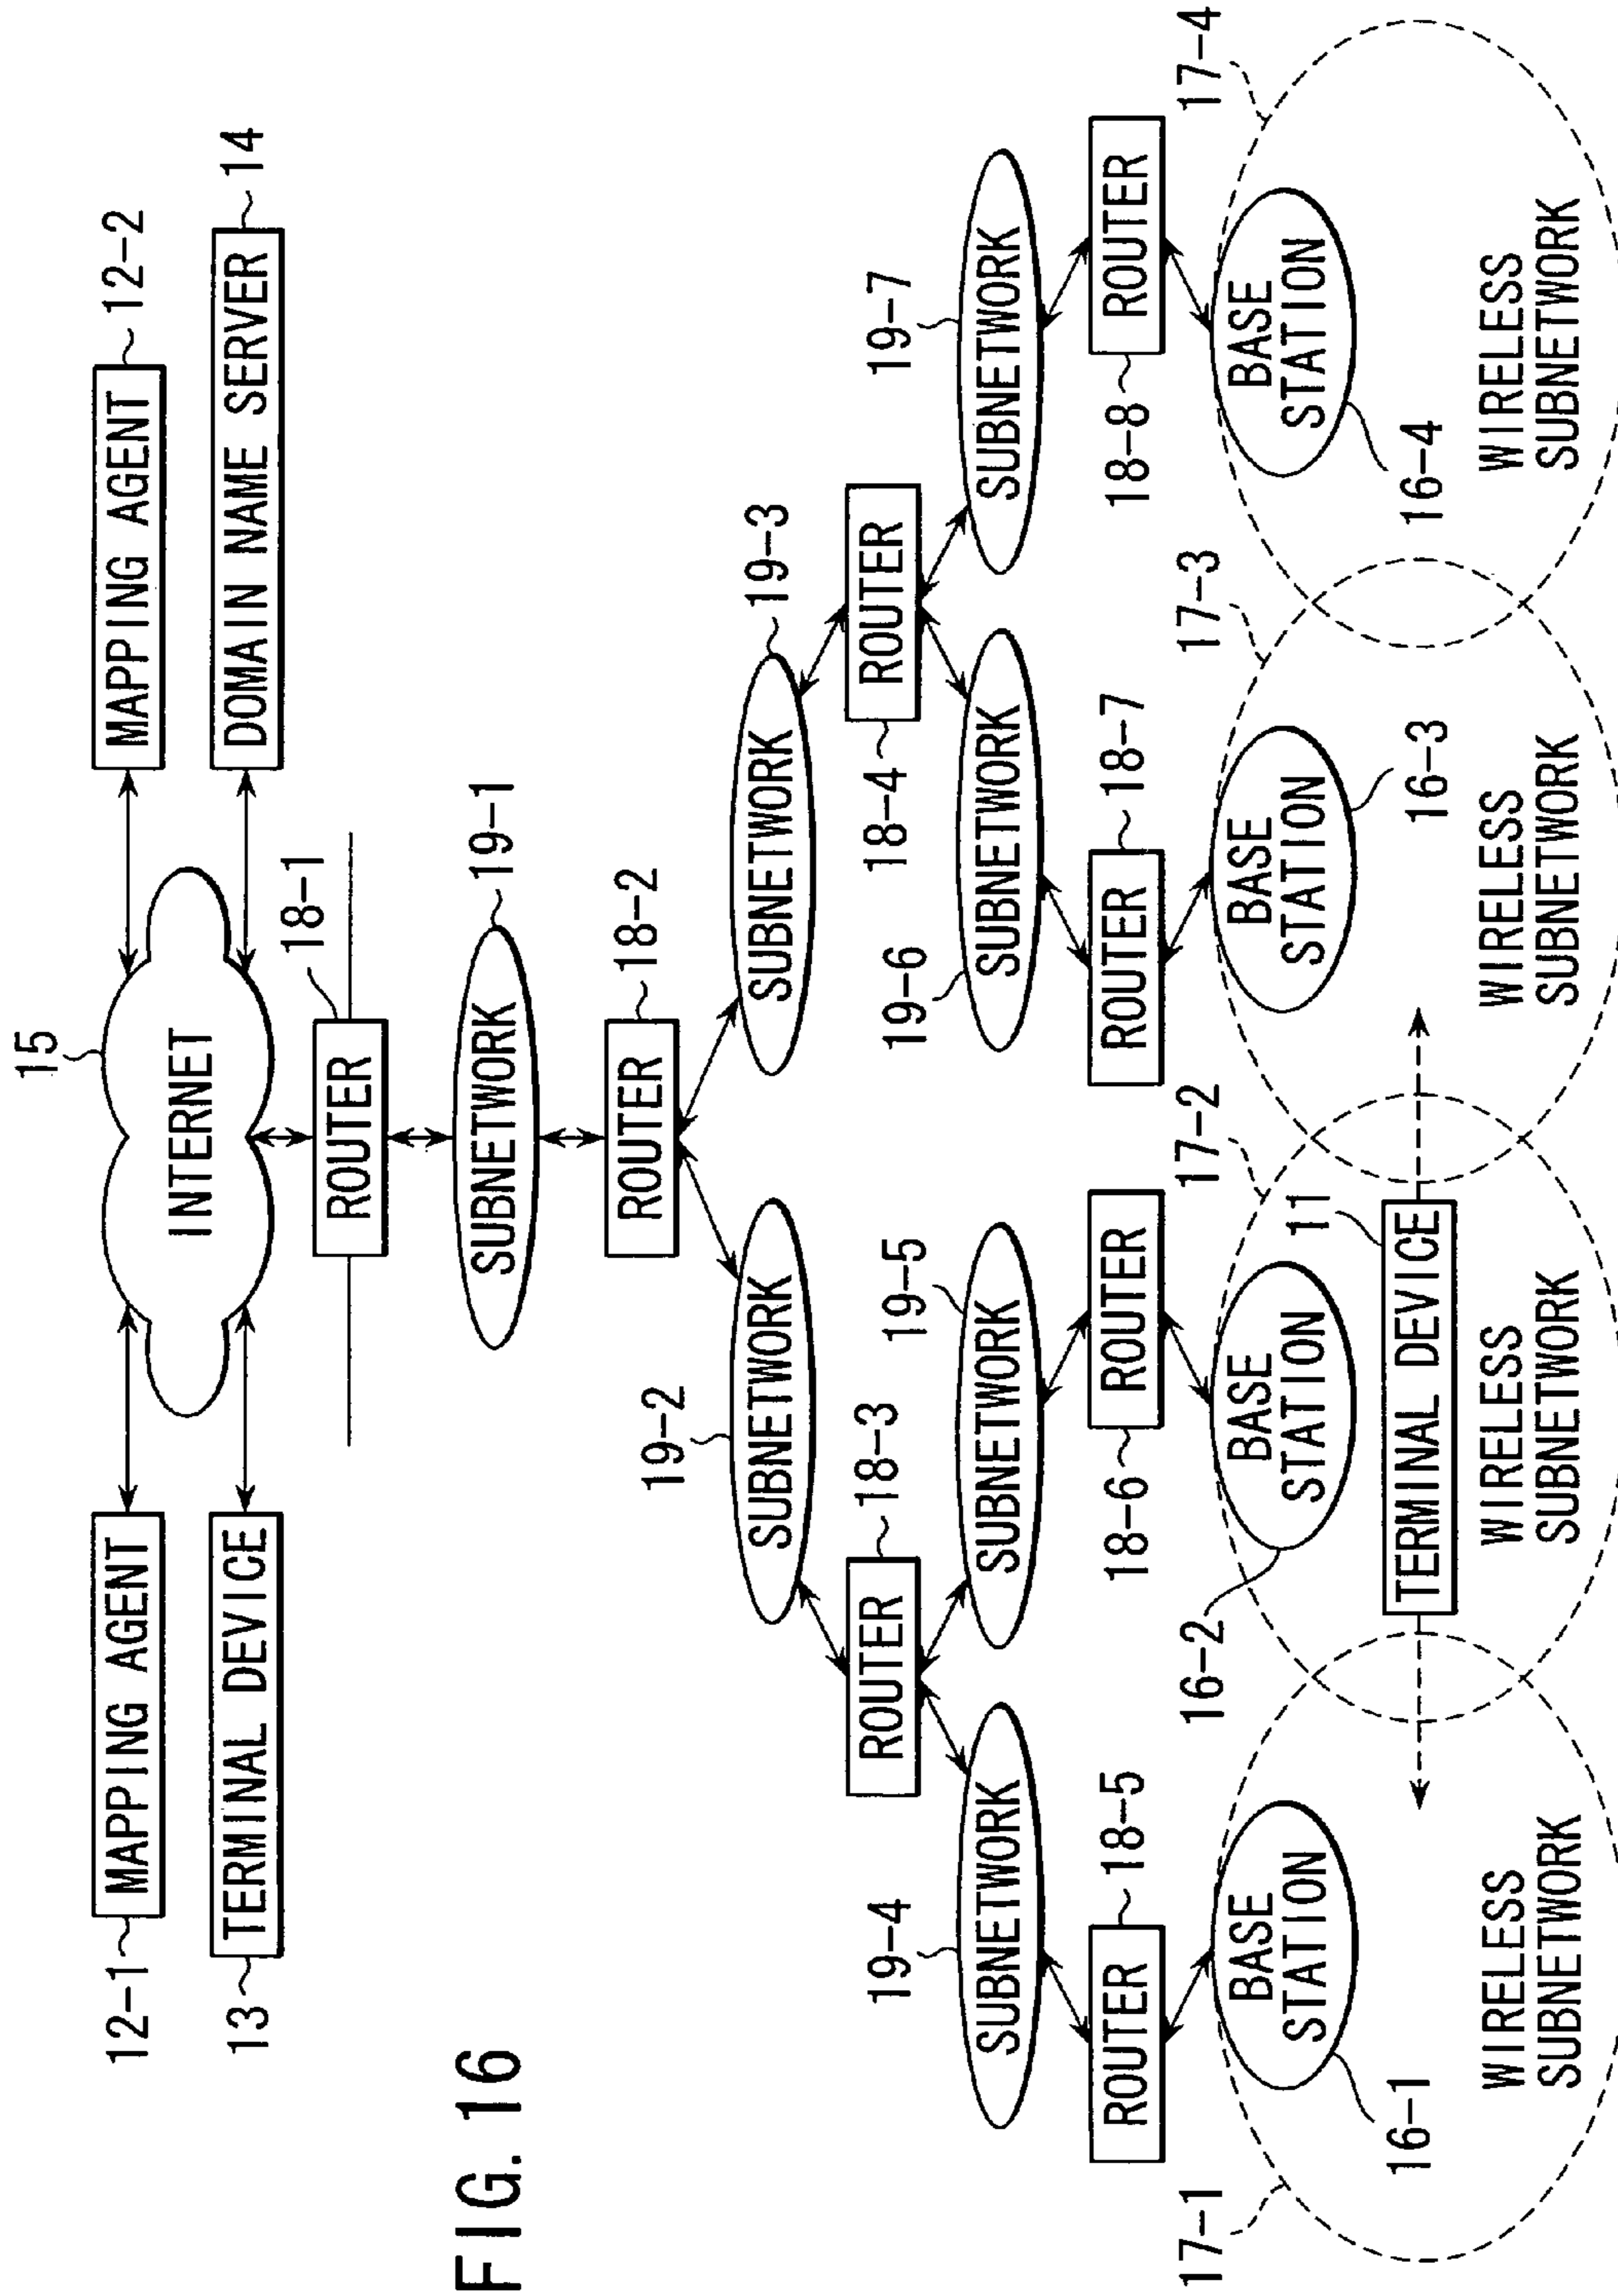 FIG. 16
15
12-1
MAPPING AGENT
INTERNET
MAPPING AGENT
12-2
13
TERMINAL DEVICE
DOMAIN NAME SERVER
14
ROUTER
18-1
SUBNETWORK
19-1
ROUTER
18-2
19-2
SUBNETWORK
SUBNETWORK
19-3
ROUTER
18-3
18-4
ROUTER
19-4
SUBNETWORK
19-5
SUBNETWORK
19-6
SUBNETWORK
19-7
SUBNETWORK
ROUTER
18-5
18-6
ROUTER
ROUTER
18-7
18-8
ROUTER
17-1
17-2
17-3
17-4
BASE
STATION
16-1
BASE
STATION
16-2
BASE
STATION
16-3
BASE
STATION
16-4
TERMINAL DEVICE
11
WIRELESS
SUBNETWORK
WIRELESS
SUBNETWORK
WIRELESS
SUBNETWORK
WIRELESS
SUBNETWORK